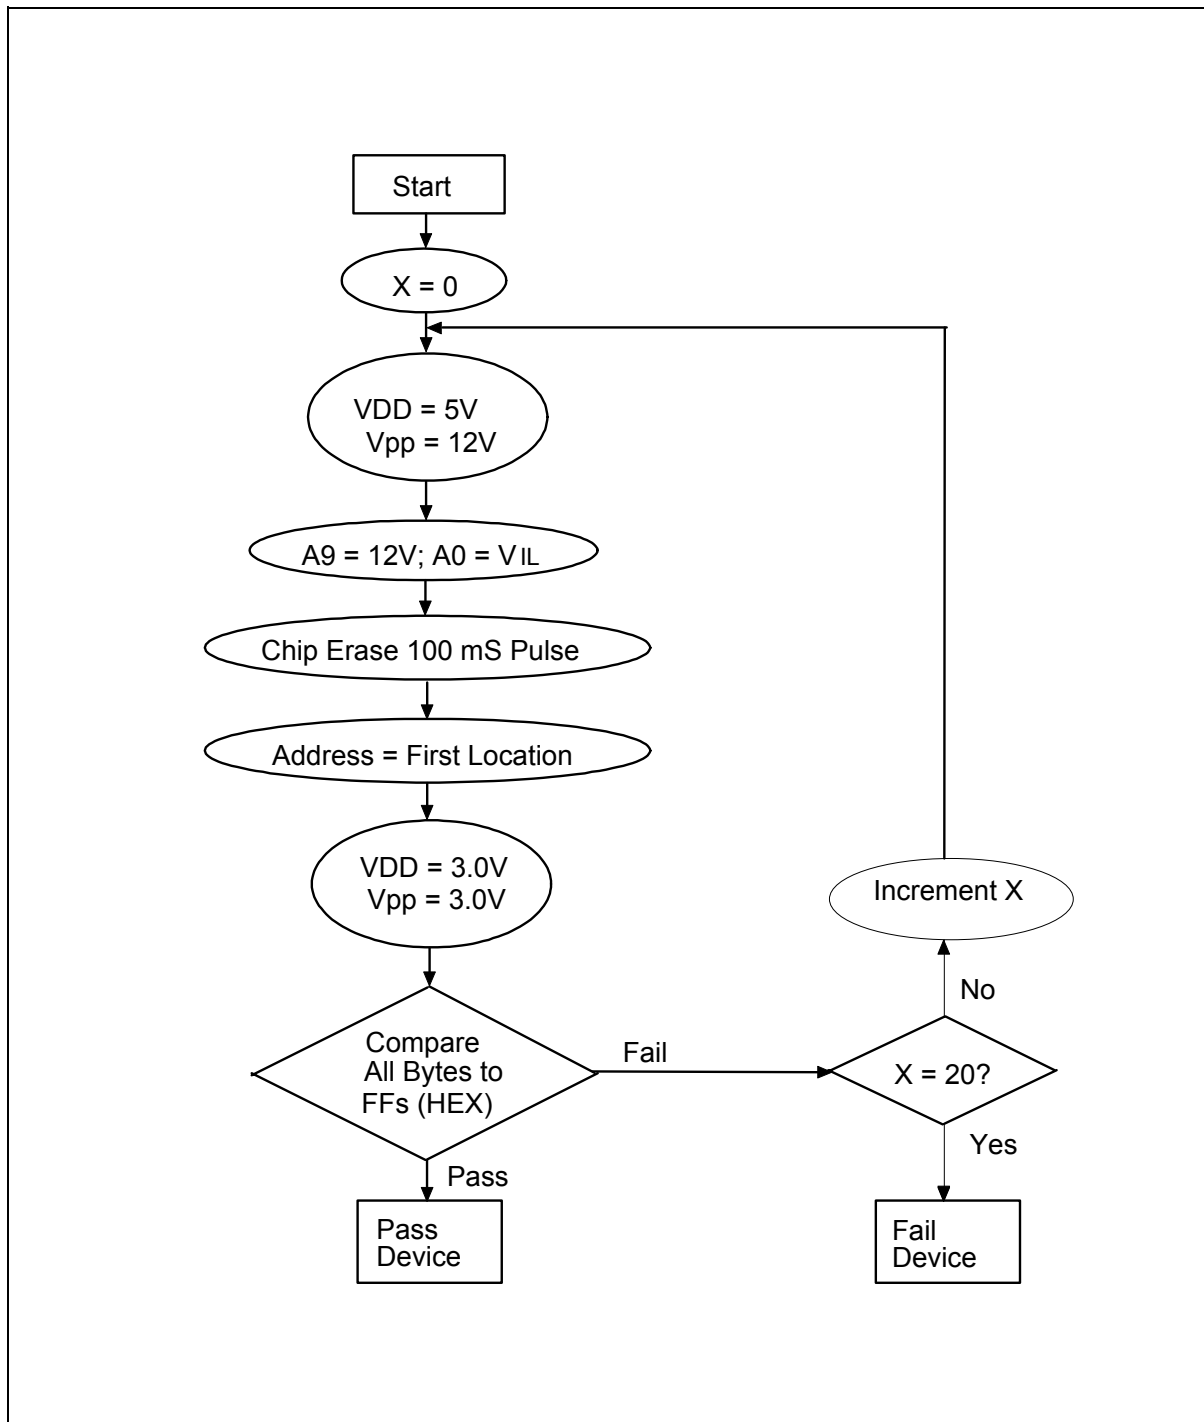 Start
X = 0
VDD = 5V
Vpp = 12V
A9 = 12V; A0 = VIL
Chip Erase 100 mS Pulse
Address = First Location
VDD = 3.0V
Vpp = 3.0V
Increment X
No
Compare
All Bytes to
FFs (HEX)
Fail
X = 20?
Pass
Yes
Pass
Device
Fail
Device